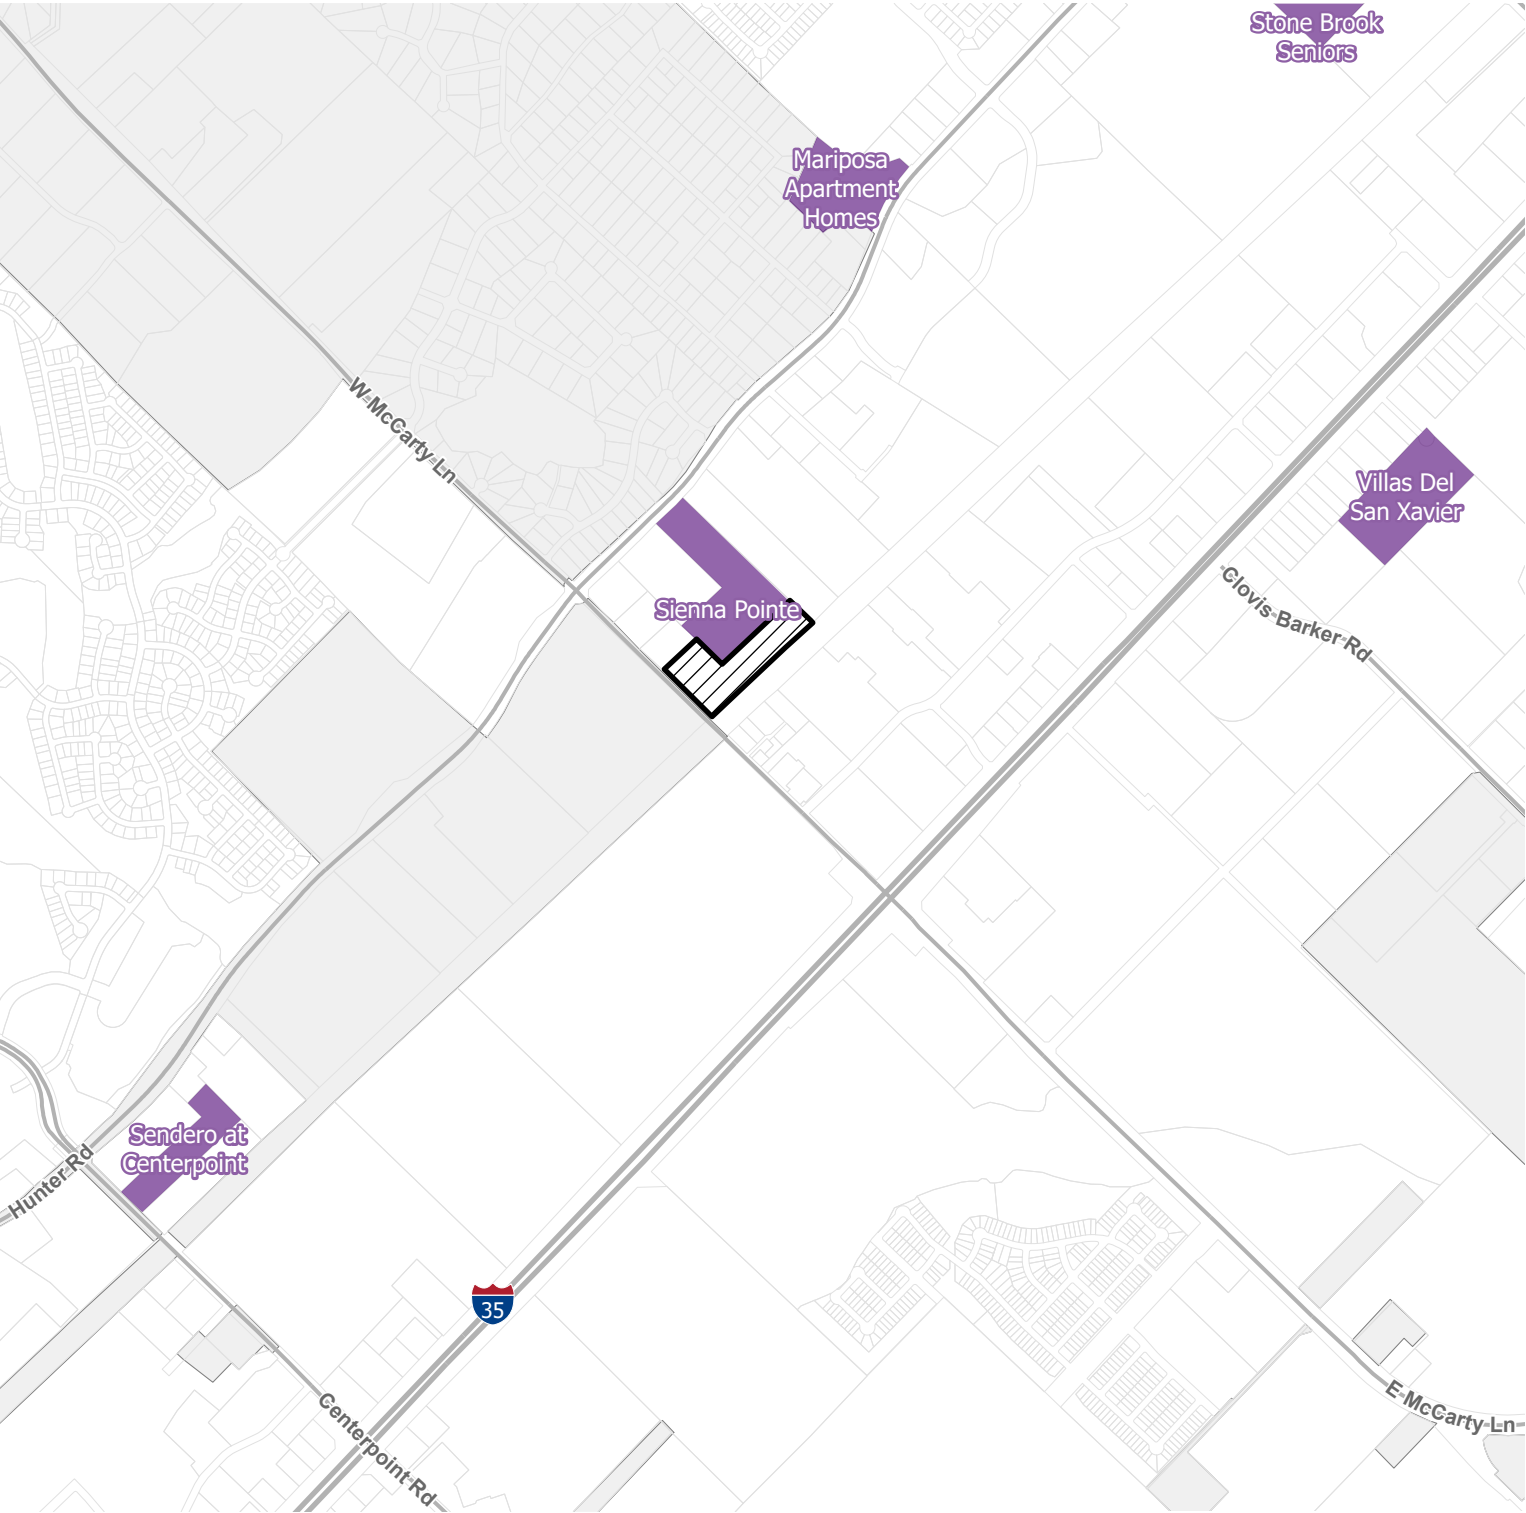 Stone Brook
Seniors
Mariposa
Apartment
Homes
W McCarty Ln
Villas Del
San Xavier
Clovis Barker Rd
Sienna Pointe
Sendero at
Centerpoint
Hunter Rd
35
Centerpoint Rd
E McCarty Ln